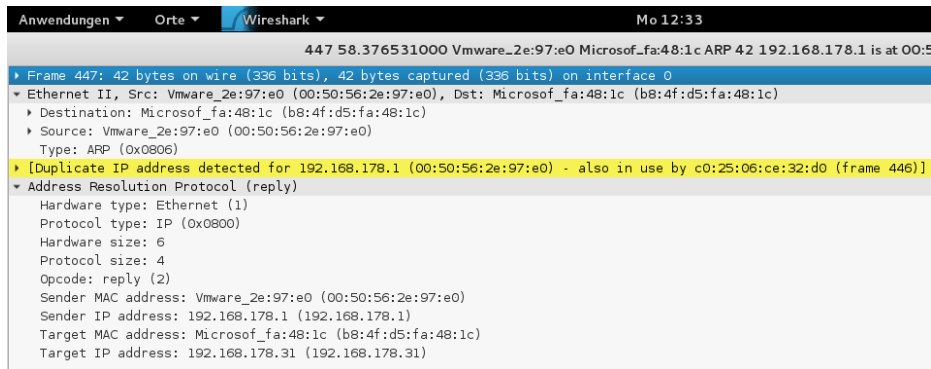 Anwendungen Orte Wireshark Mo 12:33
447 58.376531000 Vmware_2e:97:e0 Microsof_fa:48:1c ARP 42 192.168.178.1 is at 00:5
Frame 447: 42 bytes on wire (336 bits), 42 bytes captured (336 bits) on interface 0
Ethernet II, Src: Vmware_2e:97:e0 (00:50:56:2e:97:e0), Dst: Microsof_fa:48:1c (b8:4f:d5:fa:48:1c)
Destination: Microsof_fa:48:1c (b8:4f:d5:fa:48:1c)
Source: Vmware_2e:97:e0 (00:50:56:2e:97:e0)
Type: ARP (0x0806)
[Duplicate IP address detected for 192.168.178.1 (00:50:56:2e:97:e0) - also in use by c0:25:06:ce:32:d0 (frame 446)]
Address Resolution Protocol (reply)
Hardware type: Ethernet (1)
Protocol type: IP (0x0800)
Hardware size: 6
Protocol size: 4
Opcode: reply (2)
Sender MAC address: Vmware_2e:97:e0 (00:50:56:2e:97:e0)
Sender IP address: 192.168.178.1 (192.168.178.1)
Target MAC address: Microsof_fa:48:1c (b8:4f:d5:fa:48:1c)
Target IP address: 192.168.178.31 (192.168.178.31)